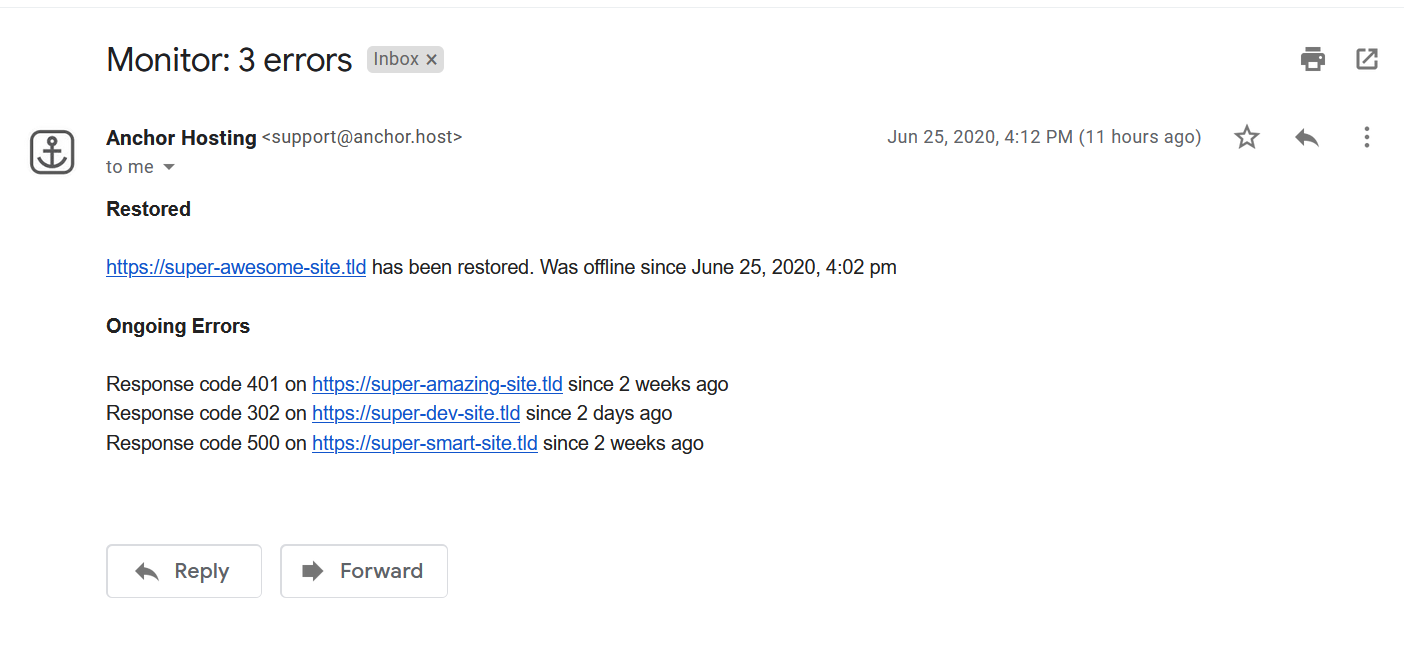 Monitor: 3 errors Inbox ×
Anchor Hosting <support@anchor.host> Jun 25, 2020, 4:12 PM (11 hours ago)
to me
Restored
https://super-awesome-site.tld has been restored. Was offline since June 25, 2020, 4:02 pm
Ongoing Errors
Response code 401 on https://super-amazing-site.tld since 2 weeks ago
Response code 302 on https://super-dev-site.tld since 2 days ago
Response code 500 on https://super-smart-site.tld since 2 weeks ago
Reply Forward